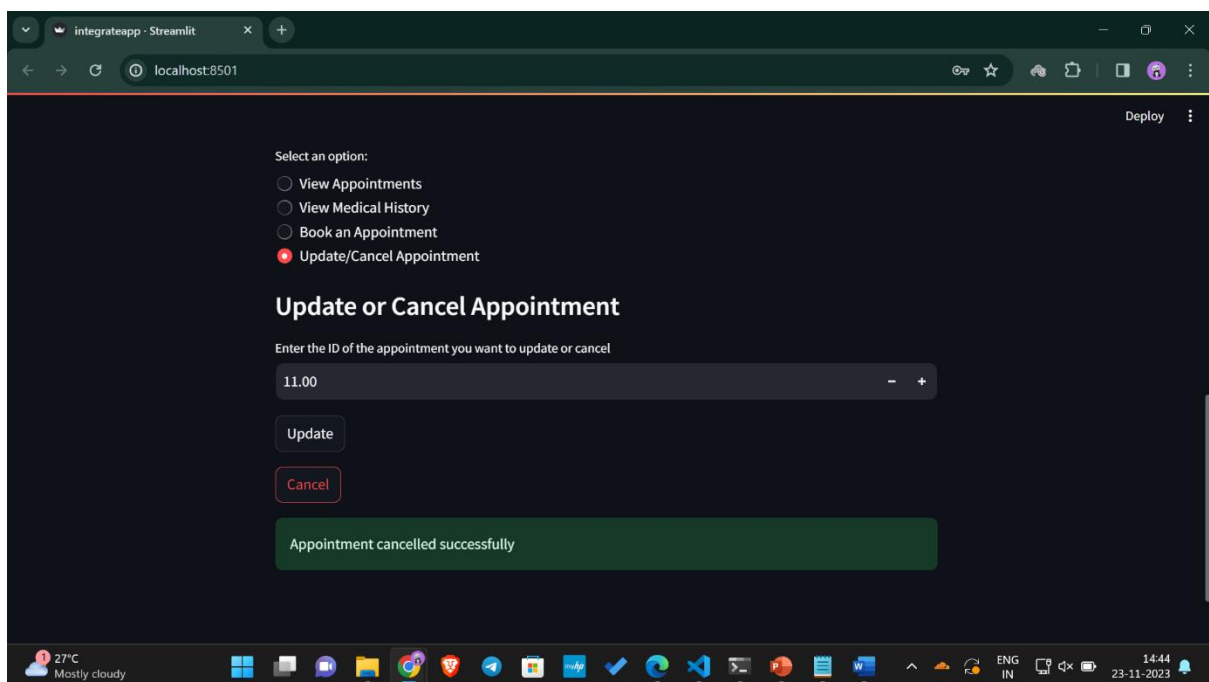 integrateapp · Streamlit
localhost:8501
Deploy
Select an option:
View Appointments
View Medical History
Book an Appointment
Update/Cancel Appointment
Update or Cancel Appointment
Enter the ID of the appointment you want to update or cancel
11.00
Update
Cancel
Appointment cancelled successfully
1
27°C
Mostly cloudy
ENG
IN
14:44
23-11-2023